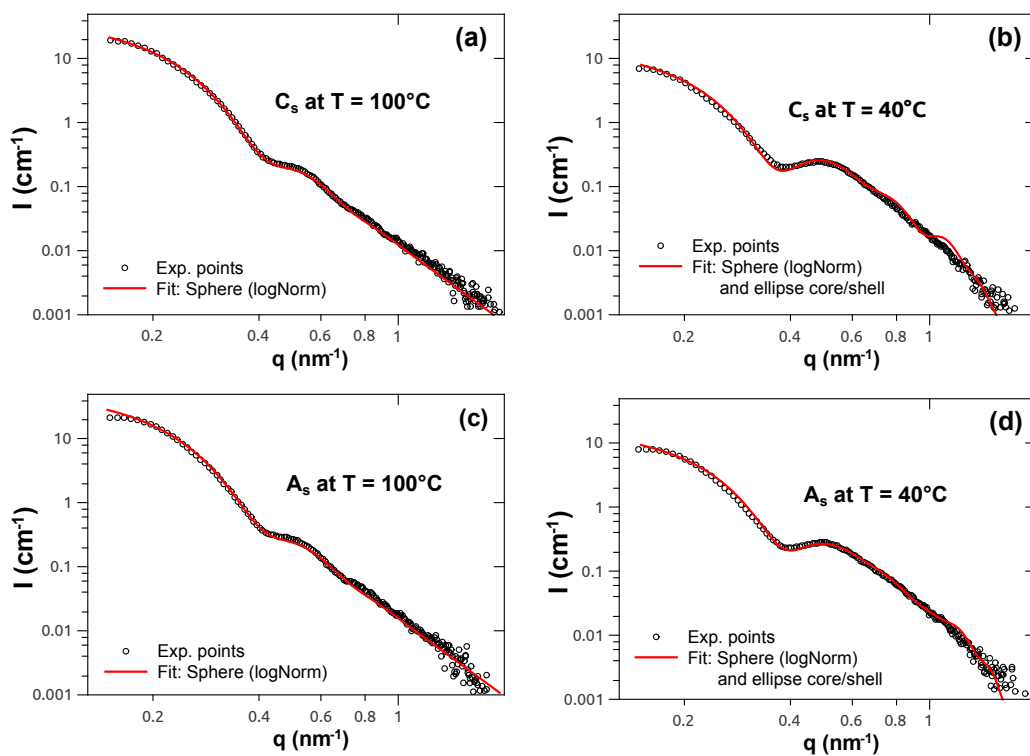 (a)
C_s at T = 100°C
I (cm⁻¹)
10
1
0.1
0.01
0.001
Exp. points
Fit: Sphere (logNorm)
0.2
0.4
0.6
0.8
1
q (nm⁻¹)
(b)
C_s at T = 40°C
I (cm⁻¹)
10
1
0.1
0.01
0.001
Exp. points
Fit: Sphere (logNorm)
and ellipse core/shell
0.2
0.4
0.6
0.8
1
q (nm⁻¹)
(c)
A_s at T = 100°C
I (cm⁻¹)
10
1
0.1
0.01
0.001
Exp. points
Fit: Sphere (logNorm)
0.2
0.4
0.6
0.8
1
q (nm⁻¹)
(d)
A_s at T = 40°C
I (cm⁻¹)
10
1
0.1
0.01
0.001
Exp. points
Fit: Sphere (logNorm)
and ellipse core/shell
0.2
0.4
0.6
0.8
1
q (nm⁻¹)